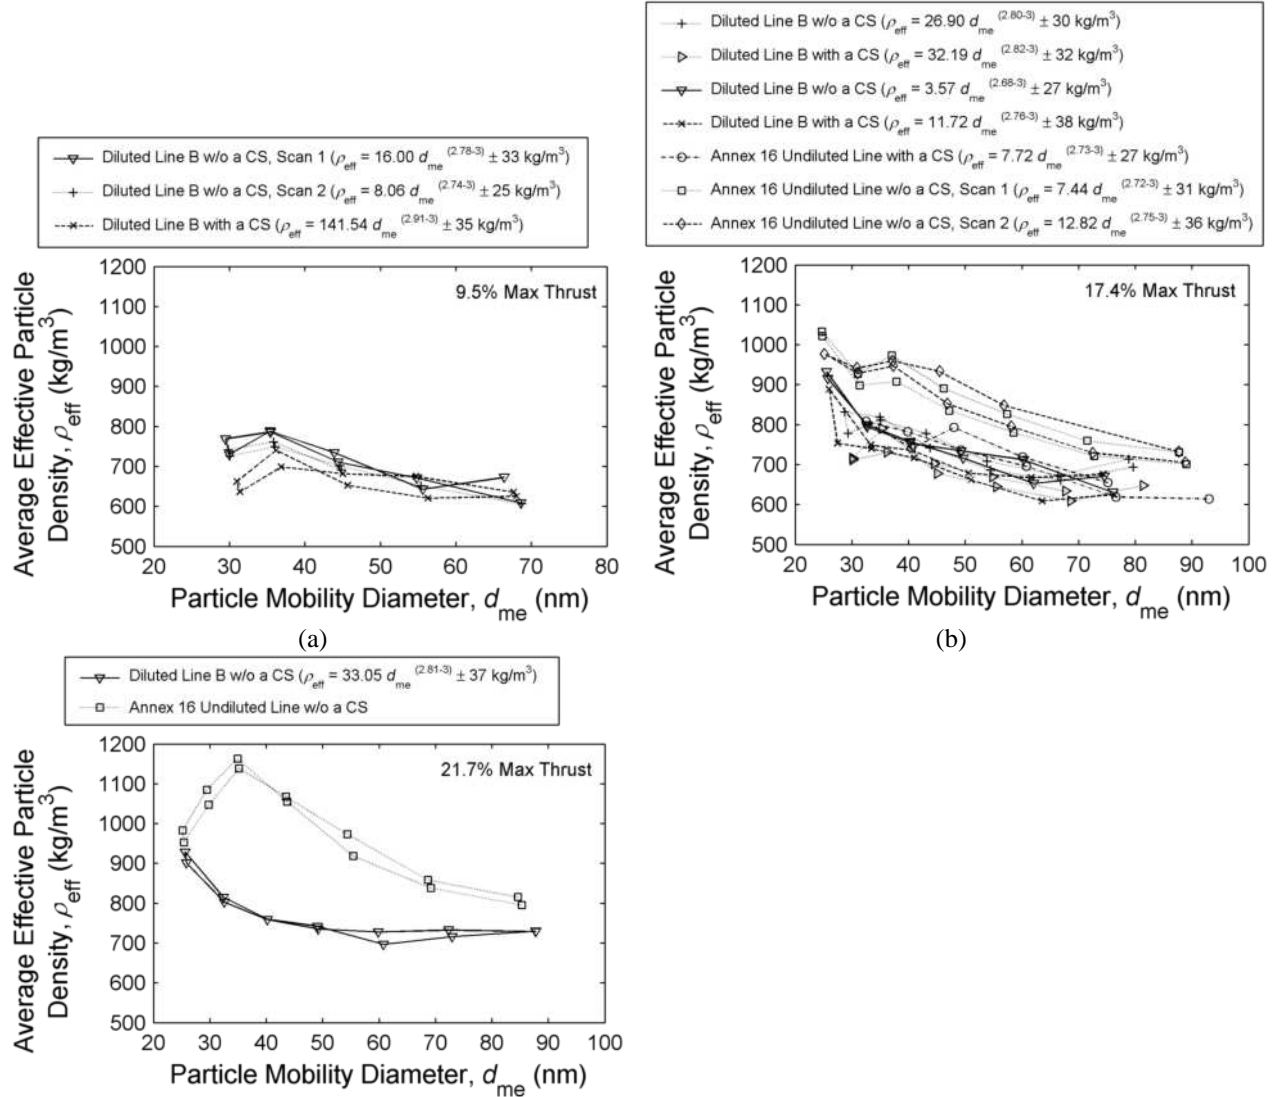 Diluted Line B w/o a CS, Scan 1 (ρeff = 16.00 dme (2.78-3) ± 33 kg/m3)
Diluted Line B w/o a CS, Scan 2 (ρeff = 8.06 dme (2.74-3) ± 25 kg/m3)
Diluted Line B with a CS (ρeff = 141.54 dme (2.91-3) ± 35 kg/m3)
Average Effective Particle
Density, ρeff (kg/m3)
1200
1100
1000
900
800
700
600
500
9.5% Max Thrust
20 30 40 50 60 70 80
Particle Mobility Diameter, dme (nm)
(a)
Diluted Line B w/o a CS (ρeff = 26.90 dme (2.80-3) ± 30 kg/m3)
Diluted Line B with a CS (ρeff = 32.19 dme (2.82-3) ± 32 kg/m3)
Diluted Line B w/o a CS (ρeff = 3.57 dme (2.68-3) ± 27 kg/m3)
Diluted Line B with a CS (ρeff = 11.72 dme (2.76-3) ± 38 kg/m3)
Annex 16 Undiluted Line with a CS (ρeff = 7.72 dme (2.73-3) ± 27 kg/m3)
Annex 16 Undiluted Line w/o a CS, Scan 1 (ρeff = 7.44 dme (2.72-3) ± 31 kg/m3)
Annex 16 Undiluted Line w/o a CS, Scan 2 (ρeff = 12.82 dme (2.75-3) ± 36 kg/m3)
Average Effective Particle
Density, ρeff (kg/m3)
1200
1100
1000
900
800
700
600
500
17.4% Max Thrust
20 30 40 50 60 70 80 90 100
Particle Mobility Diameter, dme (nm)
(b)
Diluted Line B w/o a CS (ρeff = 33.05 dme (2.81-3) ± 37 kg/m3)
Annex 16 Undiluted Line w/o a CS
Average Effective Particle
Density, ρeff (kg/m3)
1200
1100
1000
900
800
700
600
500
21.7% Max Thrust
20 30 40 50 60 70 80 90 100
Particle Mobility Diameter, dme (nm)